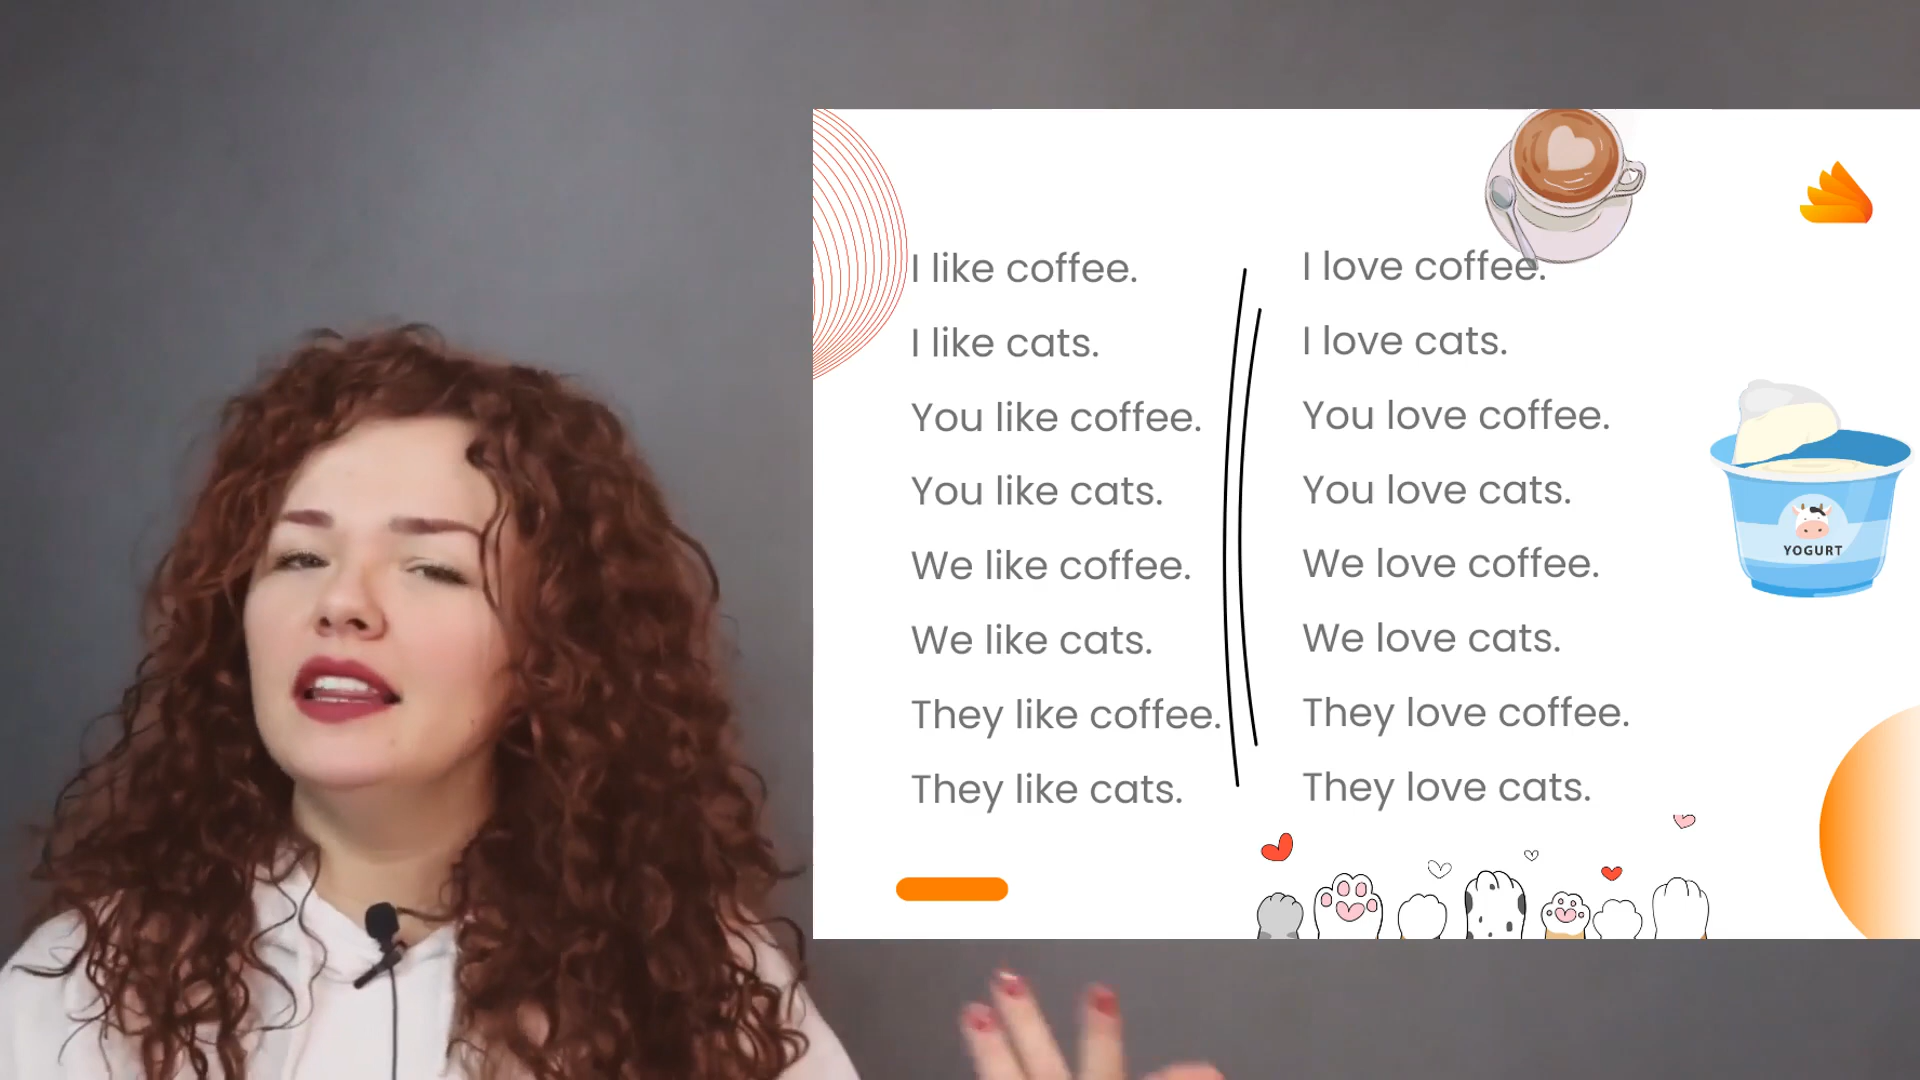 I like coffee.
I like cats.
You like coffee.
You like cats.
We like coffee.
We like cats.
They like coffee.
They like cats.
I love coffee.
I love cats.
You love coffee.
You love cats.
We love coffee.
We love cats.
They love coffee.
They love cats.
YOGURT